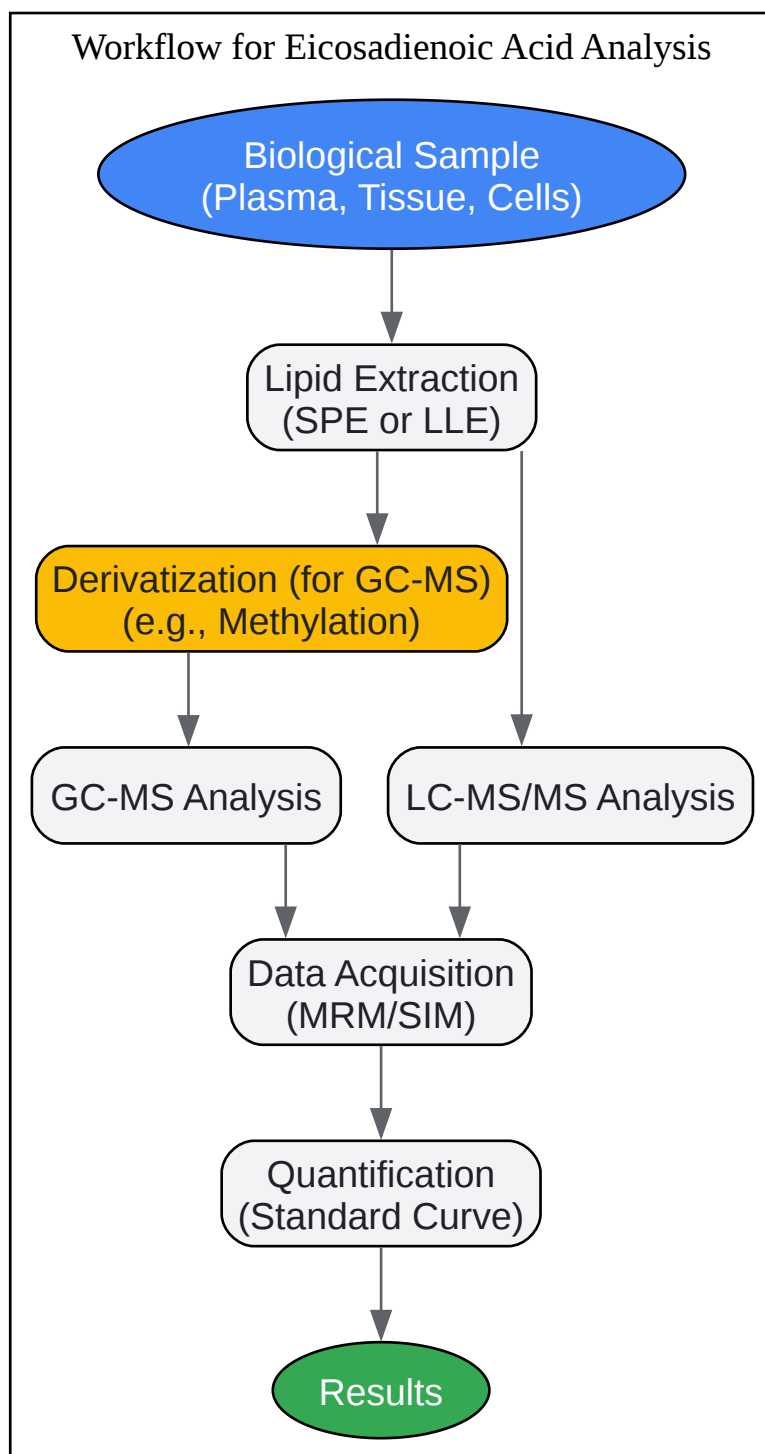 Workflow for Eicosadienoic Acid Analysis
Biological Sample
(Plasma, Tissue, Cells)
Lipid Extraction
(SPE or LLE)
Derivatization (for GC-MS)
(e.g., Methylation)
GC-MS Analysis
LC-MS/MS Analysis
Data Acquisition
(MRM/SIM)
Quantification
(Standard Curve)
Results